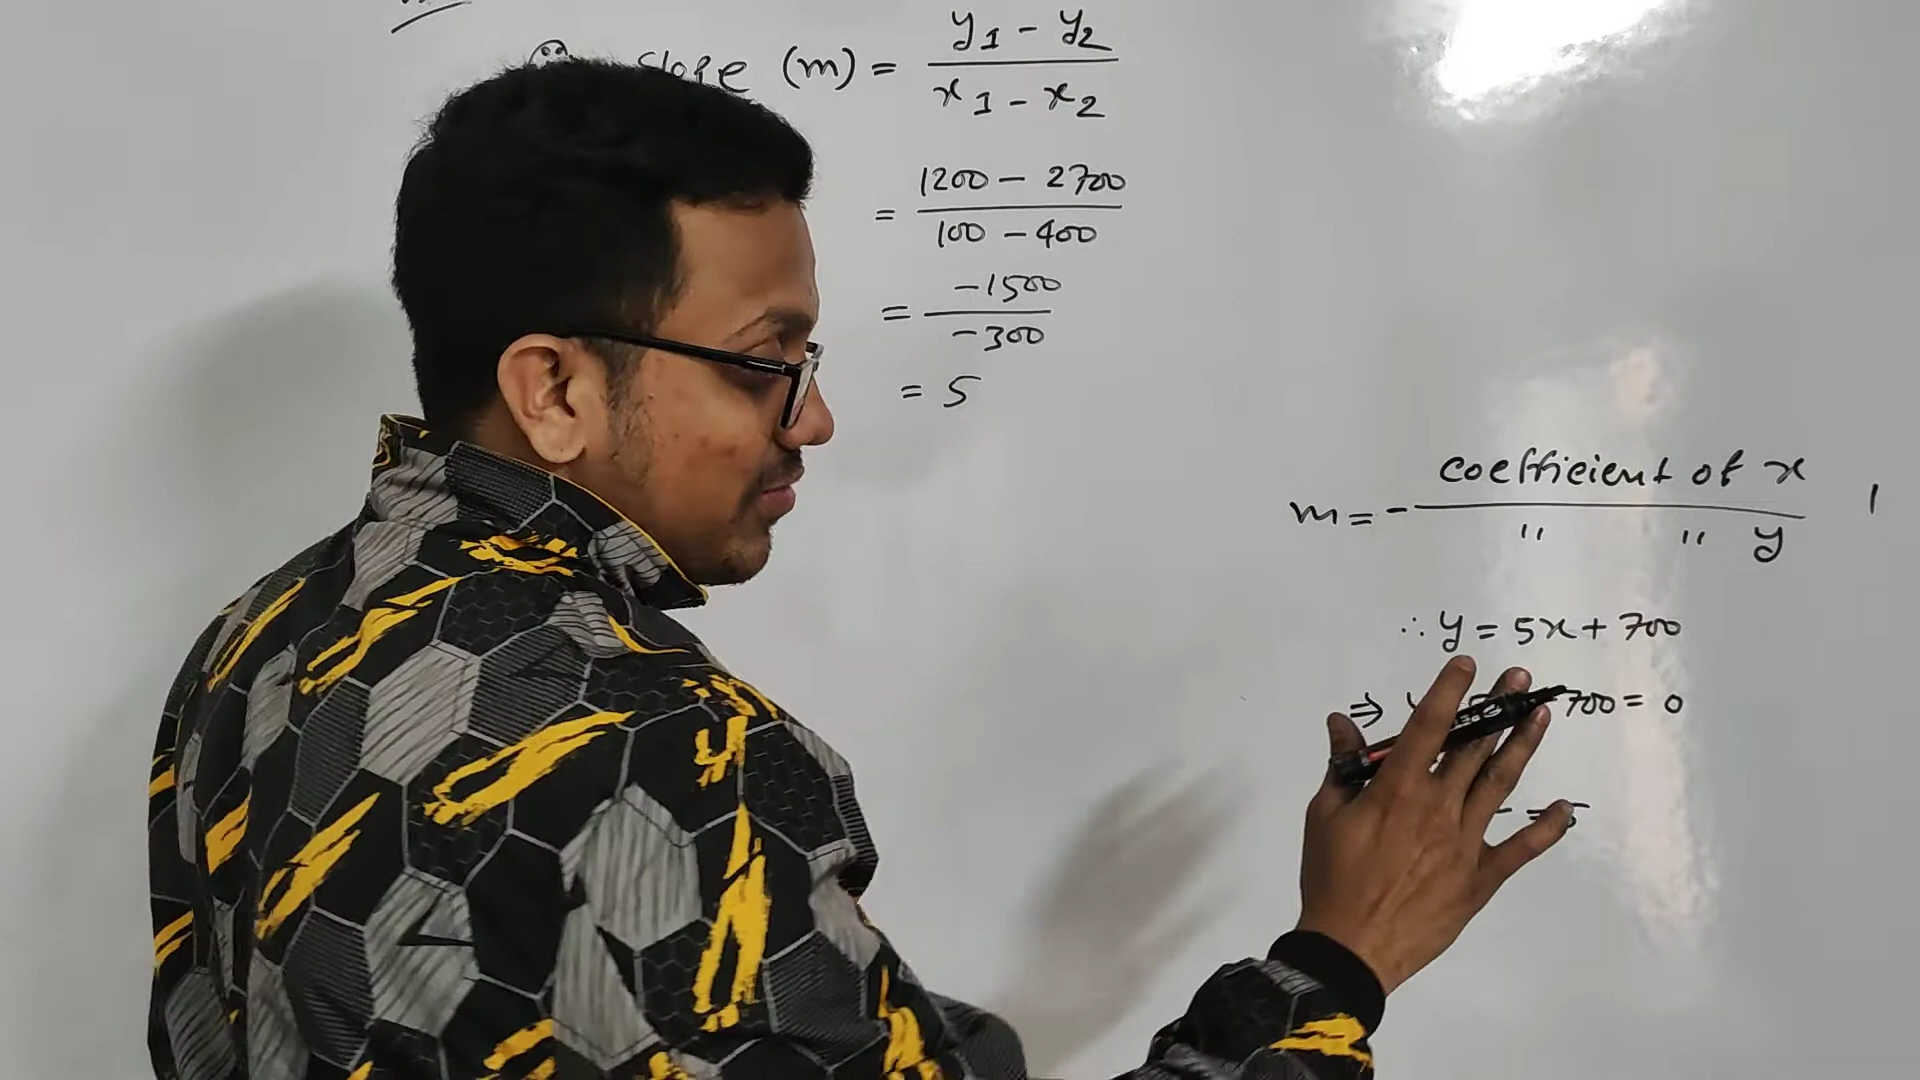 slope (m) = y1 - y2 / x1 - x2
= 1200 - 2700 / 100 - 400
= -1500 / -300
= 5
m = - coefficient of x / " " y
∴ y = 5x + 700
⇒ 700 = 0